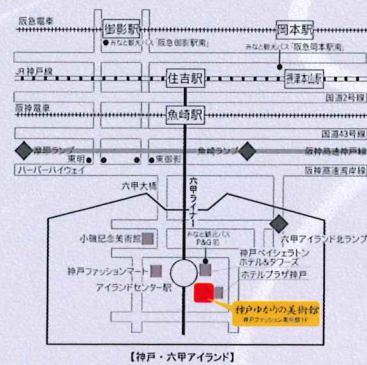 阪急電車
御影駅
岡本駅
みなと観光バス「阪急御影駅南」
みなと観光バス「阪急岡本駅南」
JR神戸線
住吉駅
摂津本山駅
国道2号線
阪神電車
魚崎駅
国道43号線
摩耶ランプ
東明
東御影
魚崎ランプ
阪神高速神戸線
ハーバーハイウェイ
阪神高速湾岸線
六甲大橋
六甲ライナー
小磯記念美術館
みなと観光バス
P&G前
六甲アイランド北ランプ
神戸ベイシェラトン
ホテル&タワーズ
神戸ファッションマート
アイランドセンター駅
ホテルプラザ神戸
神戸ゆかりの美術館
神戸ファッション美術館1F
【神戸・六甲アイランド】